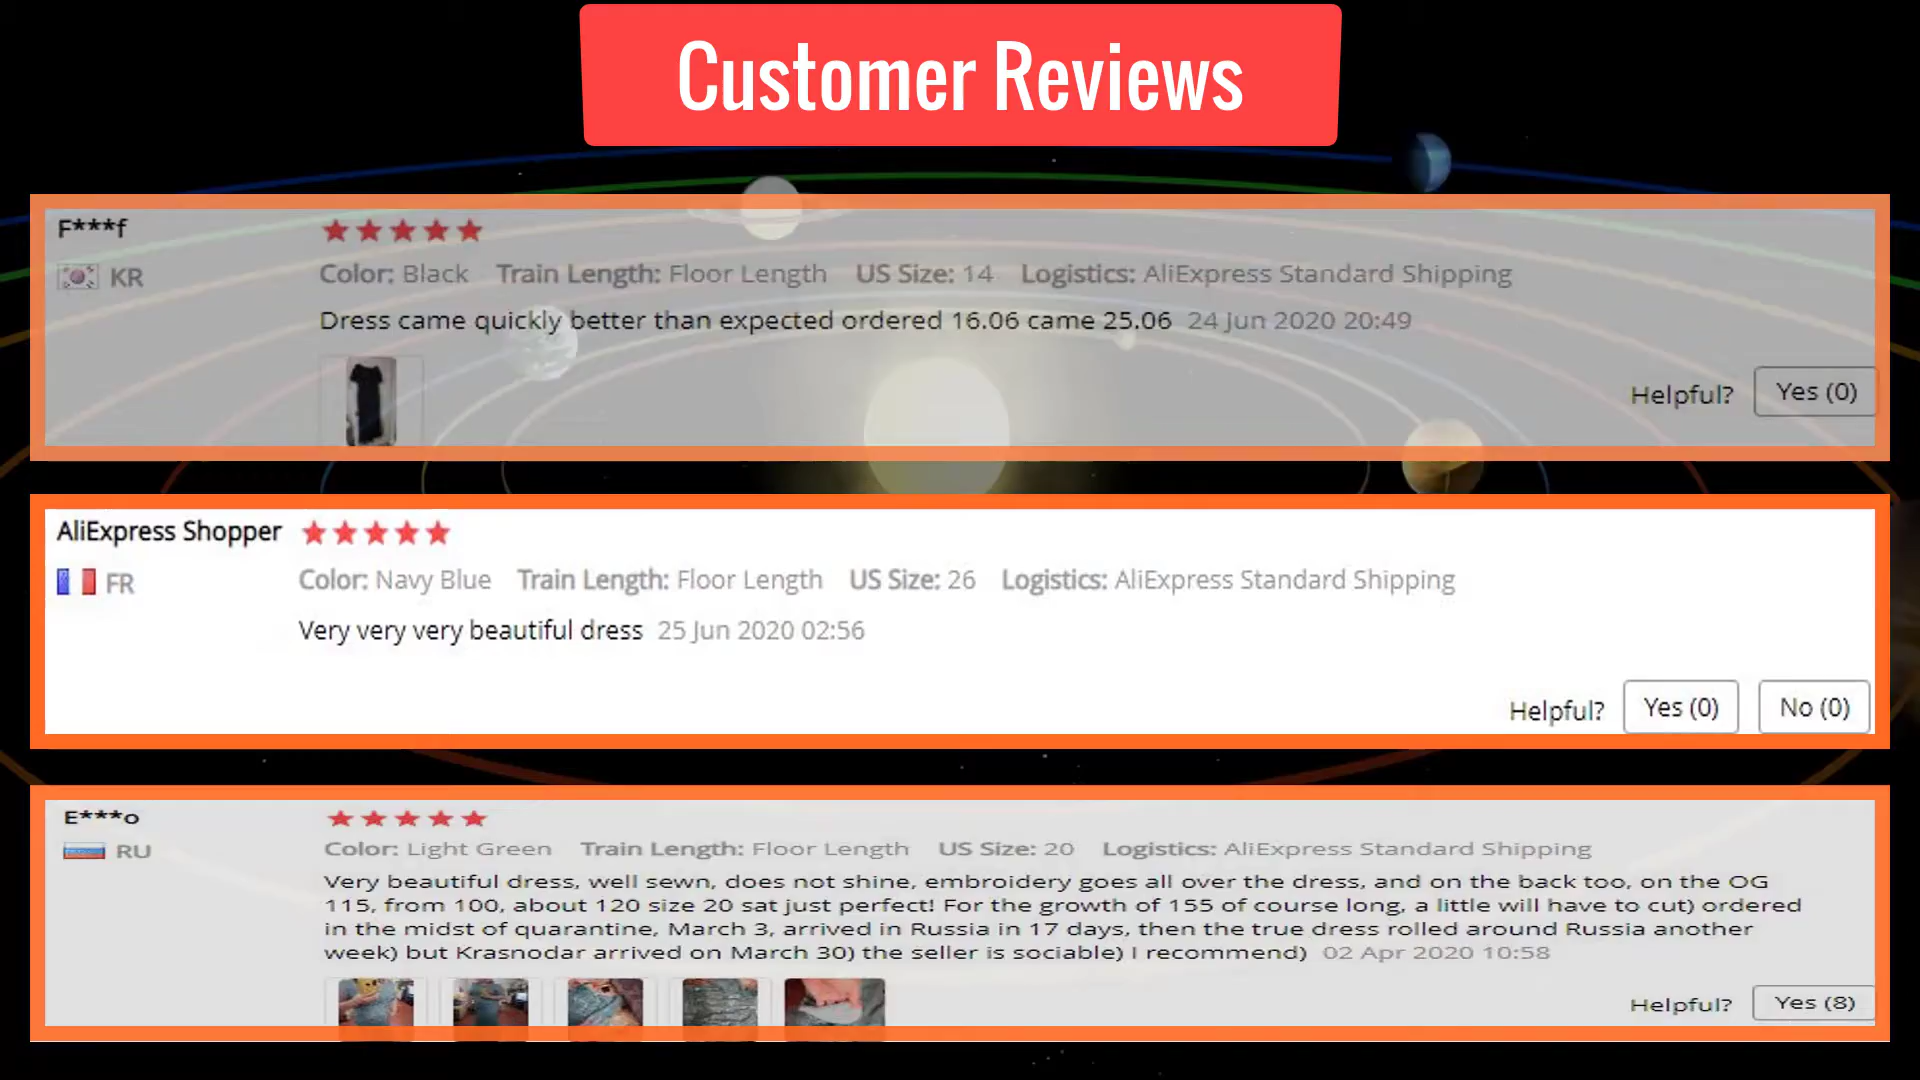 Customer Reviews
F***f
KR
Color: Black Train Length: Floor Length US Size: 14 Logistics: AliExpress Standard Shipping
Dress came quickly better than expected ordered 16.06 came 25.06 24 Jun 2020 20:49
Helpful? Yes (0)
AliExpress Shopper
FR
Color: Navy Blue Train Length: Floor Length US Size: 26 Logistics: AliExpress Standard Shipping
Very very very beautiful dress 25 Jun 2020 02:56
Helpful? Yes (0) No (0)
E***o
RU
Color: Light Green Train Length: Floor Length US Size: 20 Logistics: AliExpress Standard Shipping
Very beautiful dress, well sewn, does not shine, embroidery goes all over the dress, and on the back too, on the OG
115, from 100, about 120 size 20 sat just perfect! For the growth of 155 of course long, a little will have to cut) ordered
in the midst of quarantine, March 3, arrived in Russia in 17 days, then the true dress rolled around Russia another
week) but Krasnodar arrived on March 30) the seller is sociable) I recommend) 02 Apr 2020 10:58
Helpful? Yes (8)